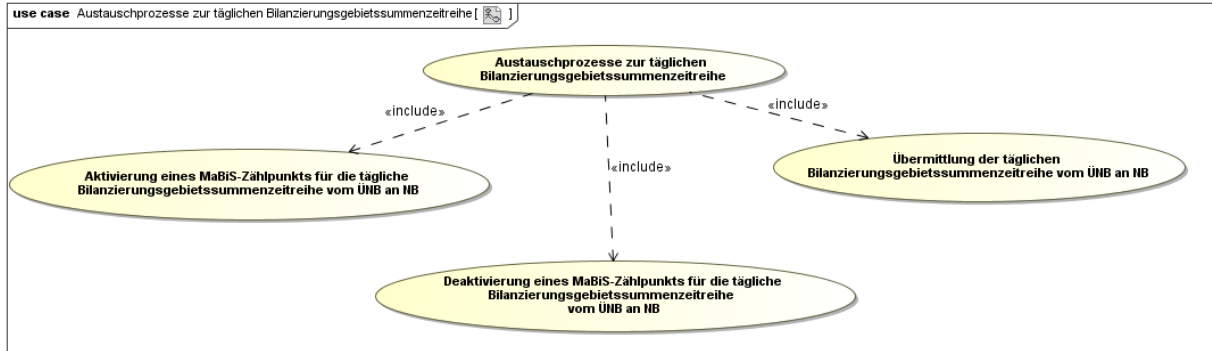 use case Austauschprozesse zur täglichen Bilanzierungsgebietssummenzeitreihe [ ]
Austauschprozesse zur täglichen
Bilanzierungsgebietssummenzeitreihe
«include»
«include»
«include»
Aktivierung eines MaBiS-Zählpunkts für die tägliche
Bilanzierungsgebietssummenzeitreihe vom ÜNB an NB
Übermittlung der täglichen
Bilanzierungsgebietssummenzeitreihe vom ÜNB an NB
Deaktivierung eines MaBiS-Zählpunkts für die tägliche
Bilanzierungsgebietssummenzeitreihe
vom ÜNB an NB